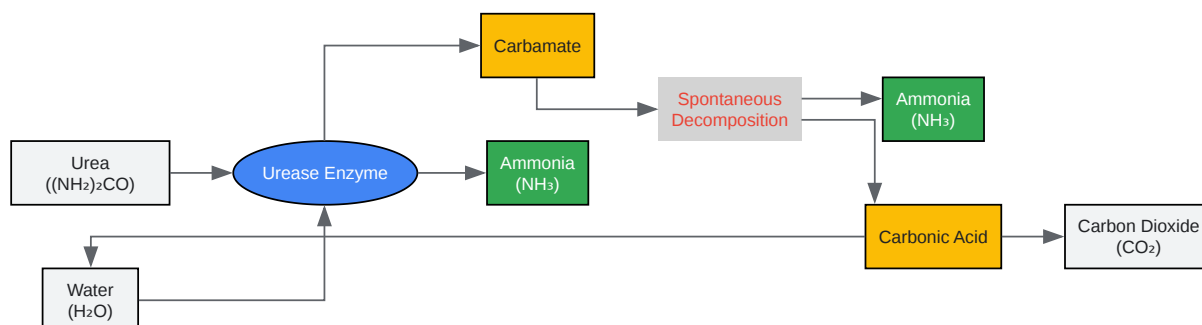 Carbamate
Spontaneous
Decomposition
Ammonia
(NH₃)
Urea
((NH₂)₂CO)
Urease Enzyme
Ammonia
(NH₃)
Carbonic Acid
Carbon Dioxide
(CO₂)
Water
(H₂O)